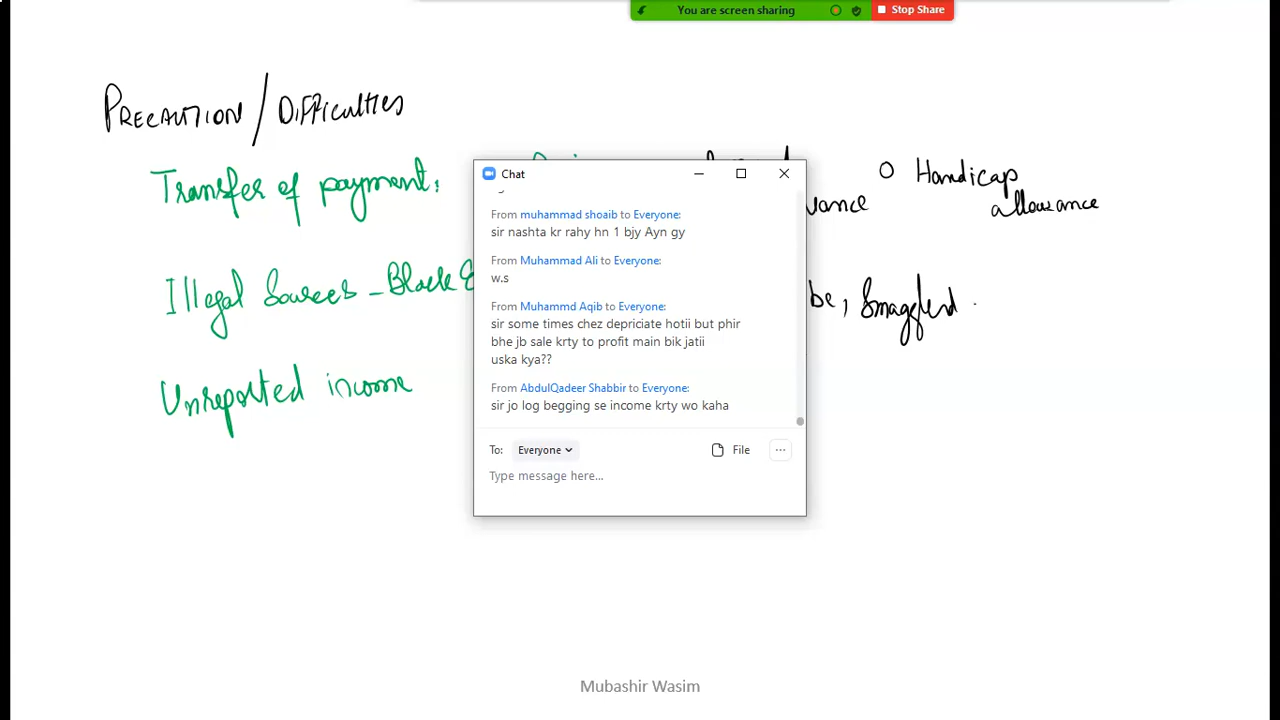 You are screen sharing
Stop Share
PRECAUTION / DIFFICULTIES
Transfer of payment:
Handicap
allowance
Illegal Sources - Black
Unreported income
Chat
From muhammad shoaib to Everyone:
sir nashta kr rahy hn 1 bjy Ayn gy
From Muhammad Ali to Everyone:
w.s
From Muhammd Aqib to Everyone:
sir some times chez depriciate hotii but phir
bhe jb sale krty to profit main bik jatii
uska kya??
From AbdulQadeer Shabbir to Everyone:
sir jo log begging se income krty wo kaha
To: Everyone
File
Type message here...
Mubashir Wasim